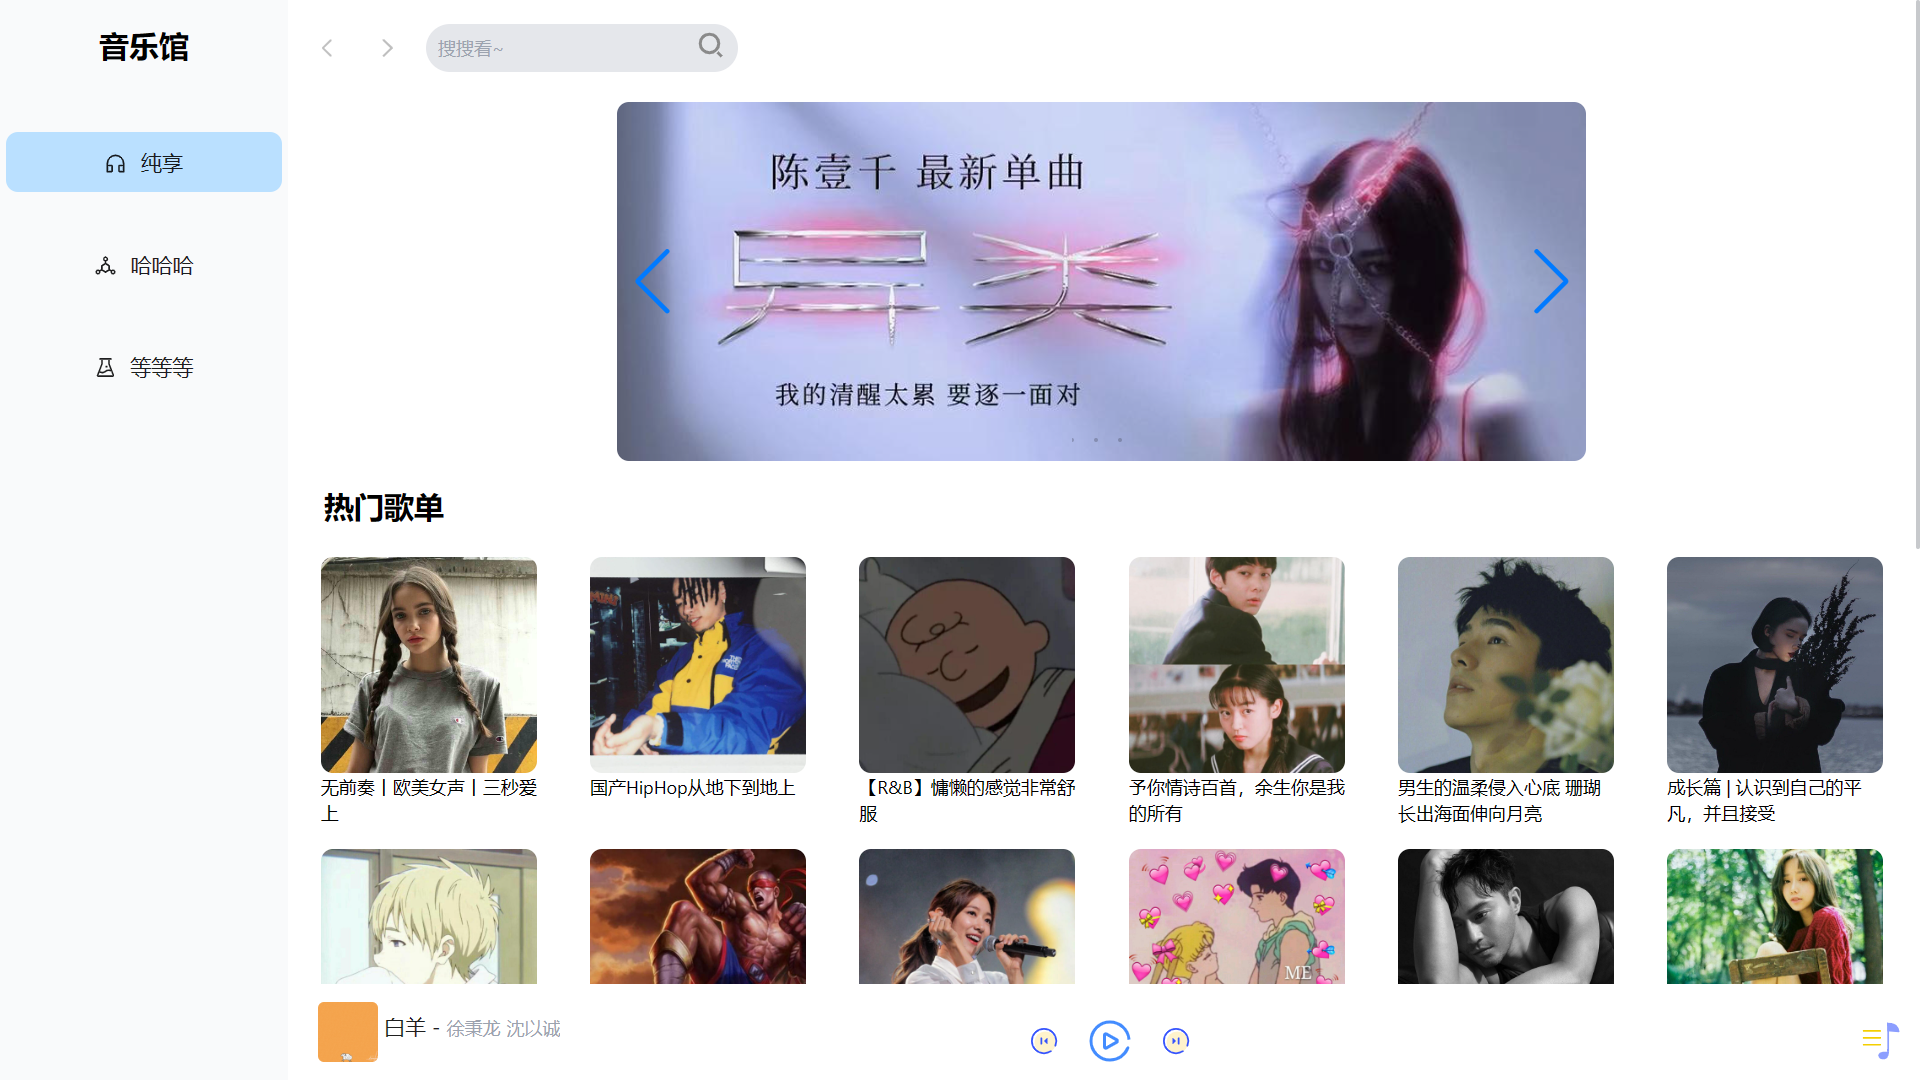 音乐馆
搜搜看~
纯享
哈哈哈
等等等
陈壹千 最新单曲
异类
我的清醒太累 要逐一面对
热门歌单
无前奏丨欧美女声丨三秒爱
上
国产HipHop从地下到地上
【R&B】慵懒的感觉非常舒
服
予你情诗百首，余生你是我
的所有
男生的温柔侵入心底 珊瑚
长出海面伸向月亮
成长篇 | 认识到自己的平
凡，并且接受
ME
白羊 - 徐秉龙 沈以诚